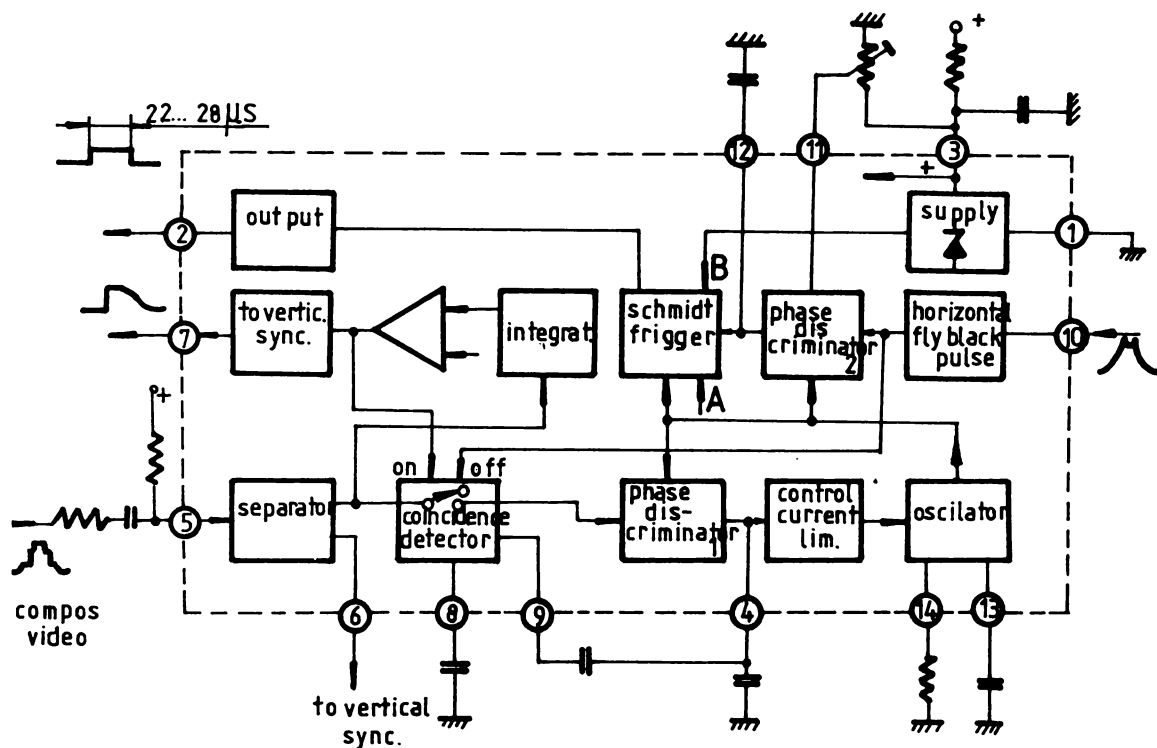 +
22... 28 µS
12
11
3
+
output
supply
2
1
B
to vertic.
sync.
integrat.
schmidt
frigger
phase
dis
criminator
2
horizontal
fly black
pulse
7
10
A
+
on
off
separator
coincidence
detector
phase
dis-
criminator
1
control
current
lim.
oscilator
5
compos
video
6
8
9
4
14
13
to vertical
sync.